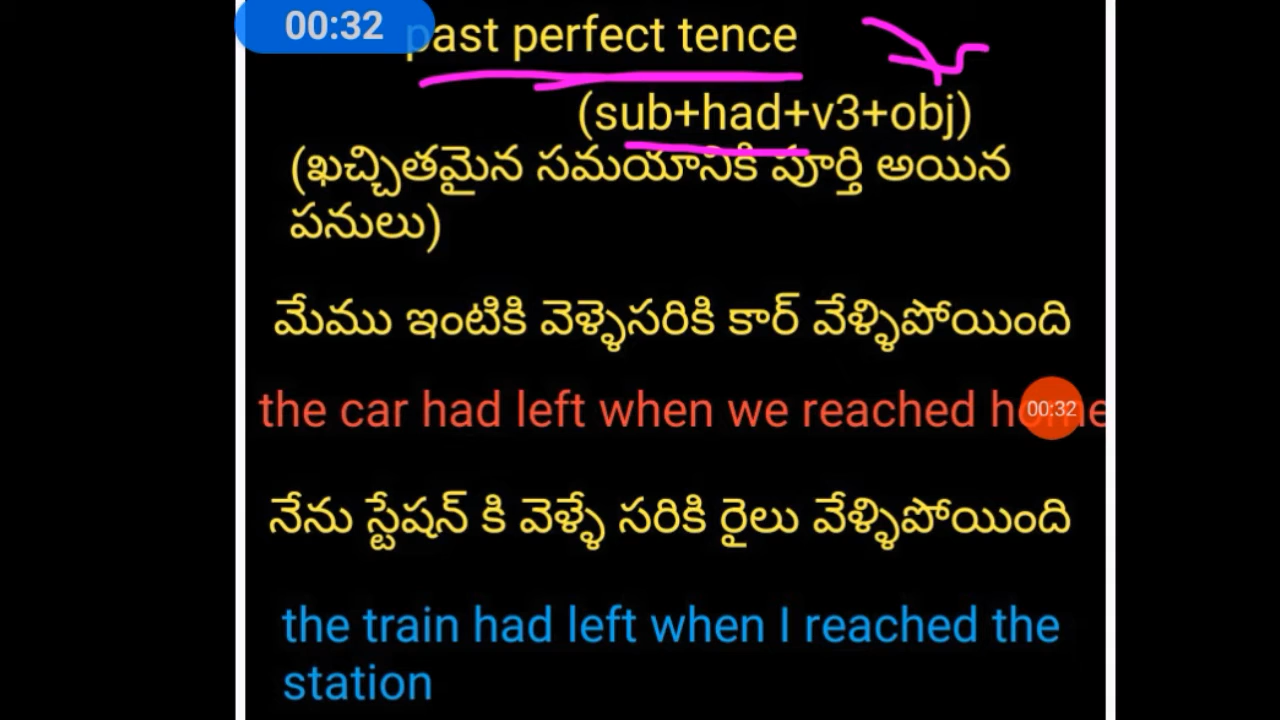 00:32
past perfect tence
(sub+had+v3+obj)
(ఖచ్చితమైన సమయానికి పూర్తి అయిన
పనులు)
మేము ఇంటికి వెళ్ళెసరికి కార్ వేళ్ళిపోయింది
the car had left when we reached home
00:32
నేను స్టేషన్ కి వెళ్ళే సరికి రైలు వేళ్ళిపోయింది
the train had left when I reached the
station